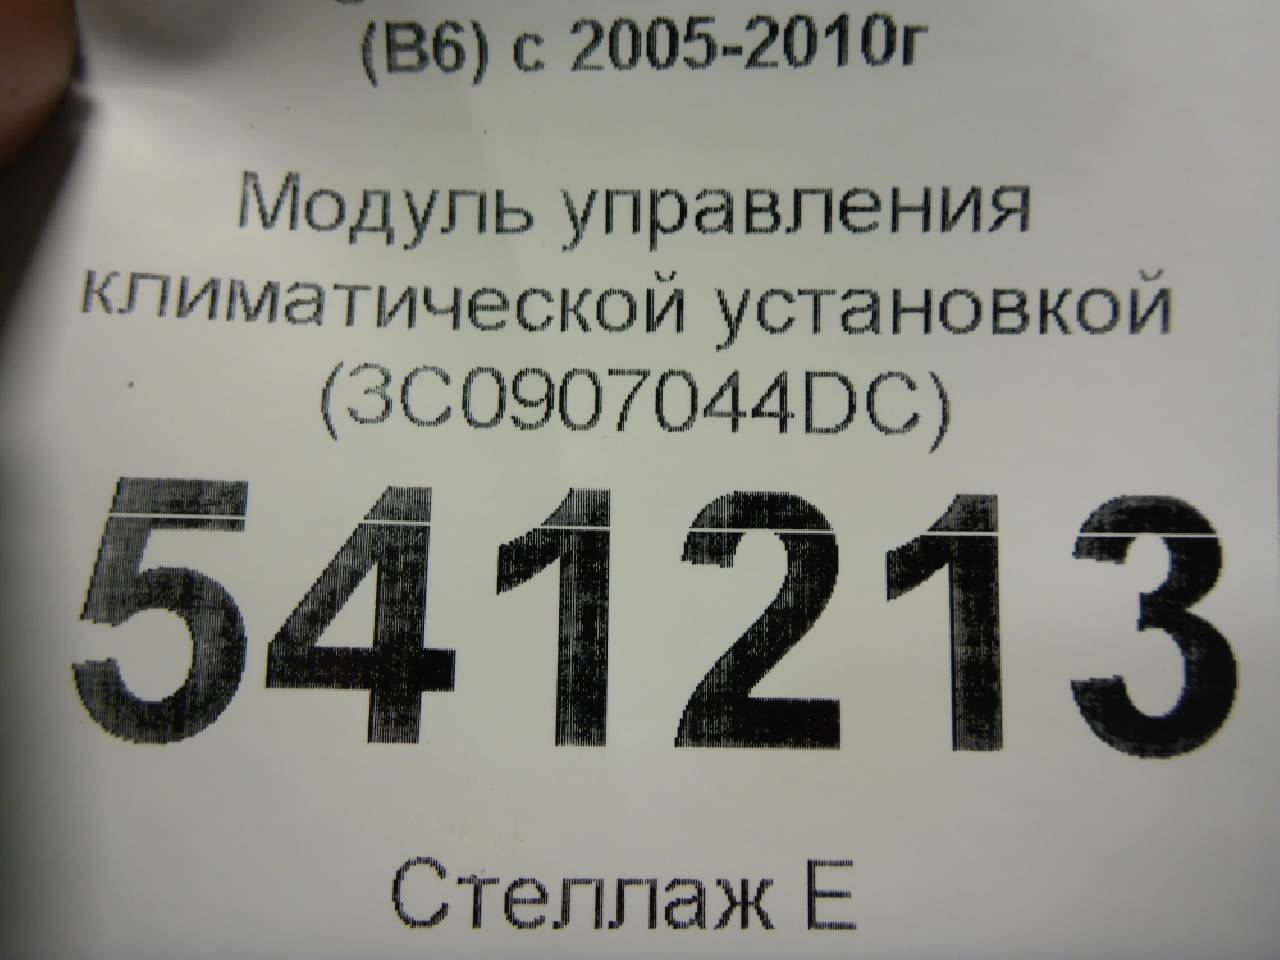 (B6) с 2005-2010г
Модуль управления
климатической установкой
(3C0907044DC)
541213
Стеллаж E